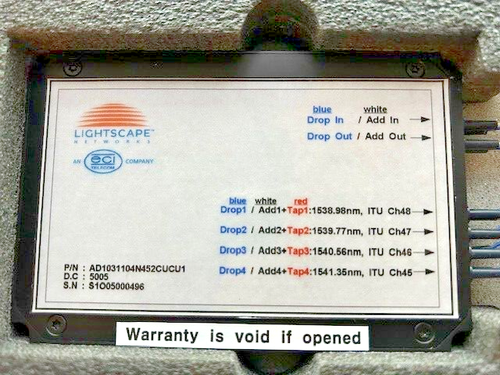 LIGHTSCAPE™
NETWORKS
AN ECI TELECOM COMPANY
blue white
Drop In / Add In
Drop Out / Add Out
blue white red
Drop1 / Add1+Tap1:1538.98nm, ITU Ch48
Drop2 / Add2+Tap2:1539.77nm, ITU Ch47
Drop3 / Add3+Tap3:1540.56nm, ITU Ch46
Drop4 / Add4+Tap4:1541.35nm, ITU Ch45
P/N : AD1031104N452CUCU1
D.C : 5005
S.N : S1O05000496
Warranty is void if opened